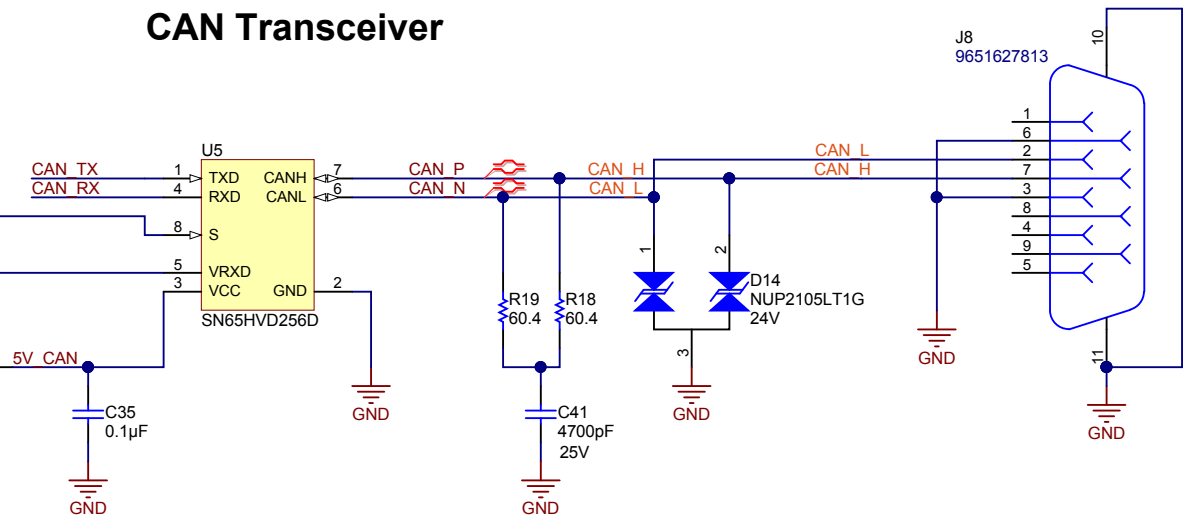 CAN Transceiver
J8
9651627813
10
1
6
2
7
3
8
4
9
5
11
GND
GND
CAN_L
CAN_H
U5
CAN_TX
CAN_RX
1
4
8
5
3
TXD
RXD
S
VRXD
VCC
CANH
CANL
GND
7
6
2
SN65HVD256D
CAN_P
CAN_N
CAN_H
CAN_L
5V_CAN
C35
0.1µF
GND
GND
R19
60.4
R18
60.4
C41
4700pF
25V
GND
1
2
D14
NUP2105LT1G
24V
3
GND